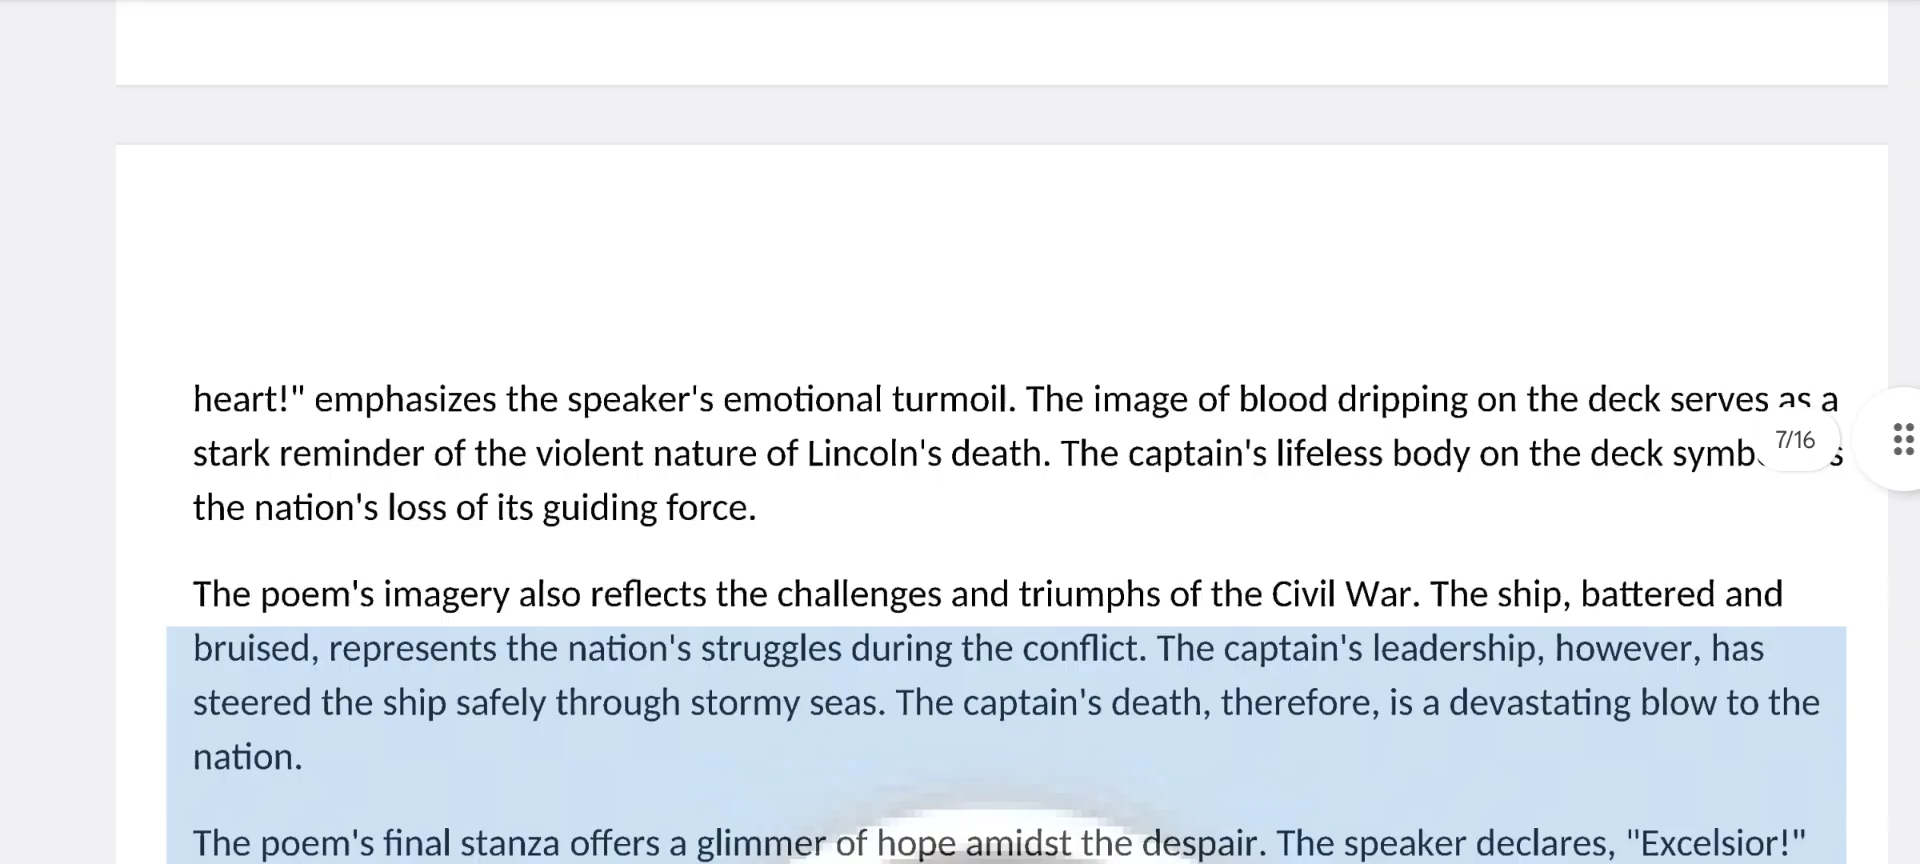 heart!" emphasizes the speaker's emotional turmoil. The image of blood dripping on the deck serves as a
stark reminder of the violent nature of Lincoln's death. The captain's lifeless body on the deck
7/16
the nation's loss of its guiding force.
The poem's imagery also reflects the challenges and triumphs of the Civil War. The ship, battered and
bruised, represents the nation's struggles during the conflict. The captain's leadership, however, has
steered the ship safely through stormy seas. The captain's death, therefore, is a devastating blow to the
nation.
The poem's final stanza offers a glimmer of hope amidst the despair. The speaker declares, "Excelsior!"